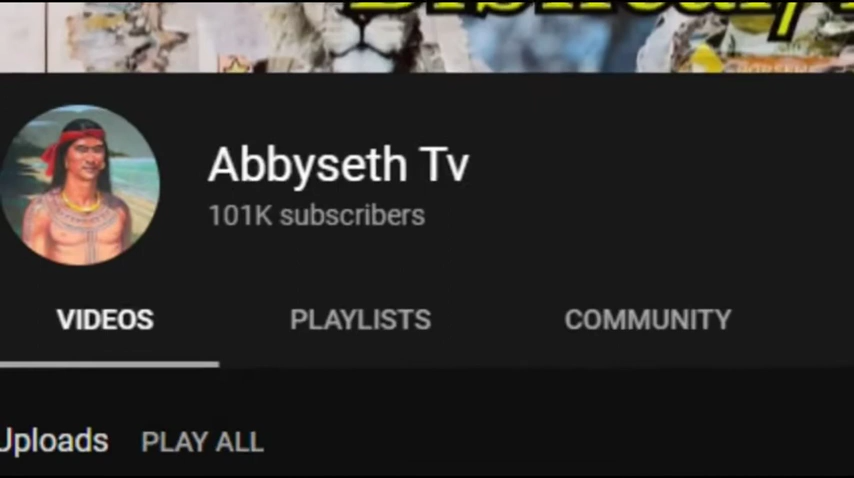 Abbyseth Tv
101K subscribers
VIDEOS PLAYLISTS COMMUNITY
Uploads PLAY ALL